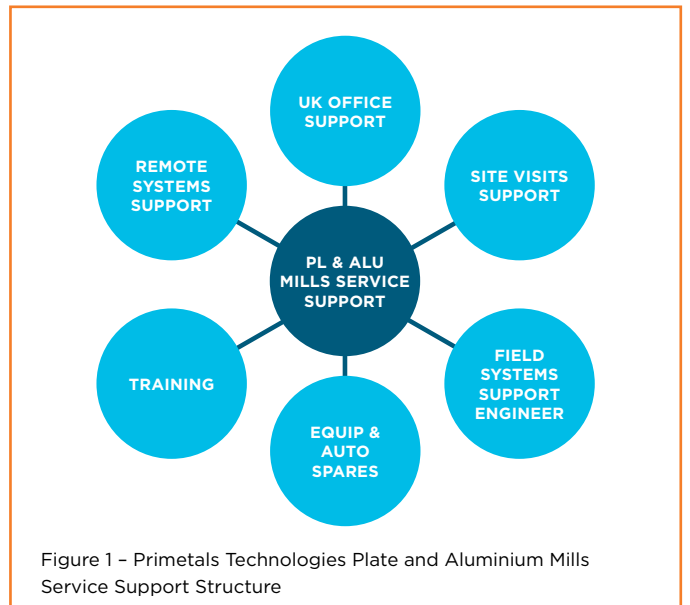 UK OFFICE
SUPPORT
REMOTE
SYSTEMS
SUPPORT
SITE VISITS
SUPPORT
PL & ALU
MILLS SERVICE
SUPPORT
TRAINING
FIELD
SYSTEMS
SUPPORT
ENGINEER
EQUIP &
AUTO
SPARES
Figure 1 – Primetals Technologies Plate and Aluminium Mills
Service Support Structure